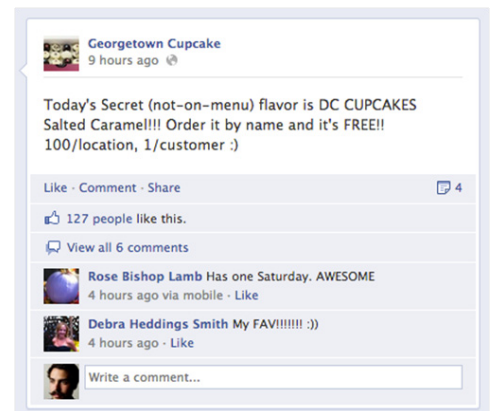 Georgetown Cupcake
9 hours ago
Today's Secret (not-on-menu) flavor is DC CUPCAKES
Salted Caramel!!! Order it by name and it's FREE!!
100/location, 1/customer :)
Like · Comment · Share 4
127 people like this.
View all 6 comments
Rose Bishop Lamb Has one Saturday. AWESOME
4 hours ago via mobile · Like
Debra Heddings Smith My FAV!!!!!!! :))
4 hours ago · Like
Write a comment...